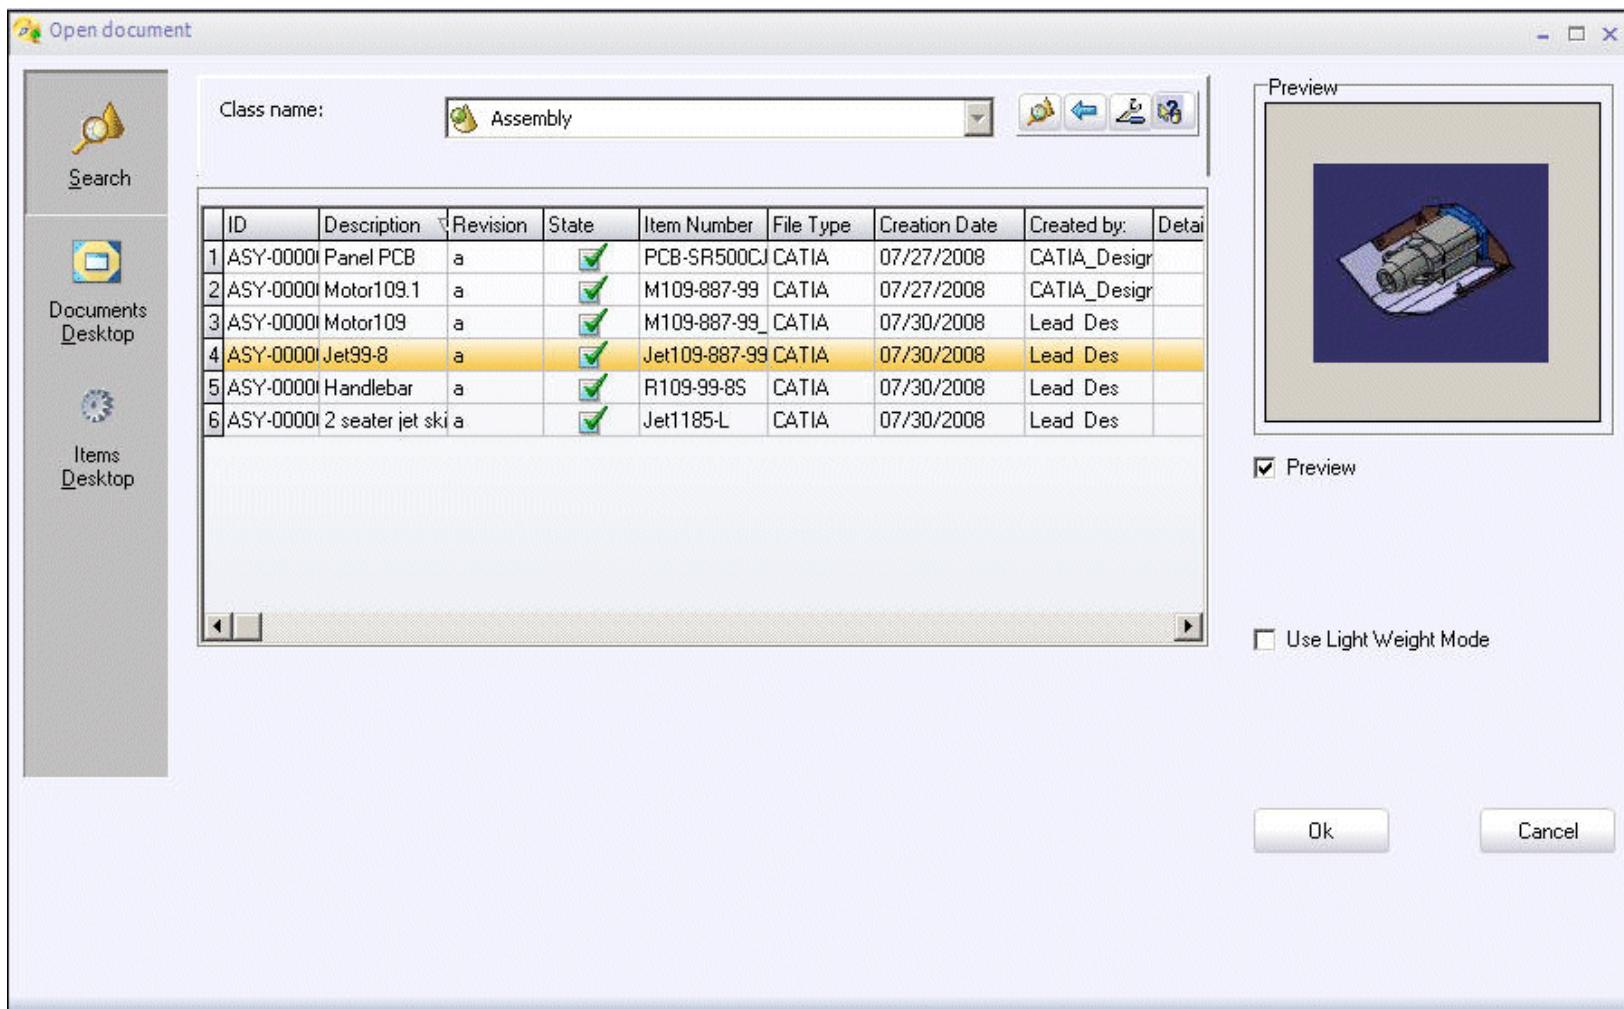 Open document
Search
Documents
Desktop
Items
Desktop
Class name:
Assembly
ID Description Revision State Item Number File Type Creation Date Created by: Detai
1 ASY-0000 Panel PCB a PCB-SR500CJ CATIA 07/27/2008 CATIA_Design
2 ASY-0000 Motor109.1 a M109-887-99 CATIA 07/27/2008 CATIA_Design
3 ASY-0000 Motor109 a M109-887-99_ CATIA 07/30/2008 Lead Des
4 ASY-0000 Jet99-8 a Jet109-887-99 CATIA 07/30/2008 Lead Des
5 ASY-0000 Handlebar a R109-99-8S CATIA 07/30/2008 Lead Des
6 ASY-0000 2 seater jet ski a Jet1185-L CATIA 07/30/2008 Lead Des
Preview
Preview
Use Light Weight Mode
Ok
Cancel